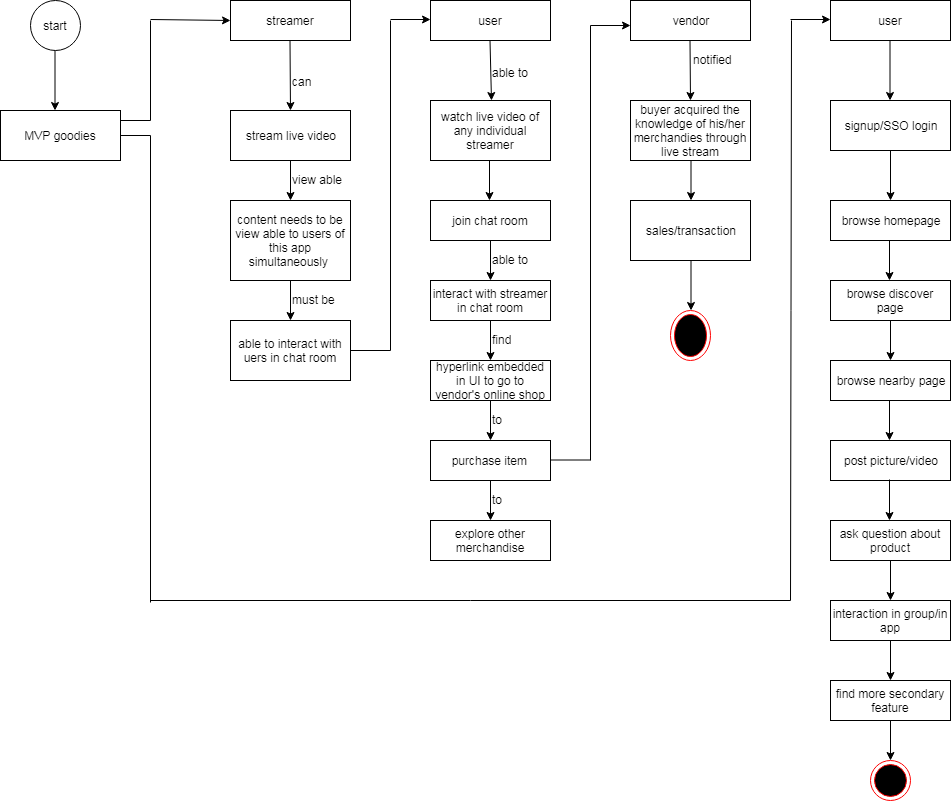 start
MVP goodies
streamer
can
stream live video
view able
content needs to be
view able to users of
this app
simultaneously
must be
able to interact with
uers in chat room
user
able to
watch live video of
any individual
streamer
join chat room
able to
interact with streamer
in chat room
find
hyperlink embedded
in UI to go to
vendor's online shop
to
purchase item
to
explore other
merchandise
vendor
notified
buyer acquired the
knowledge of his/her
merchandies through
live stream
sales/transaction
user
signup/SSO login
browse homepage
browse discover
page
browse nearby page
post picture/video
ask question about
product
interaction in group/in
app
find more secondary
feature